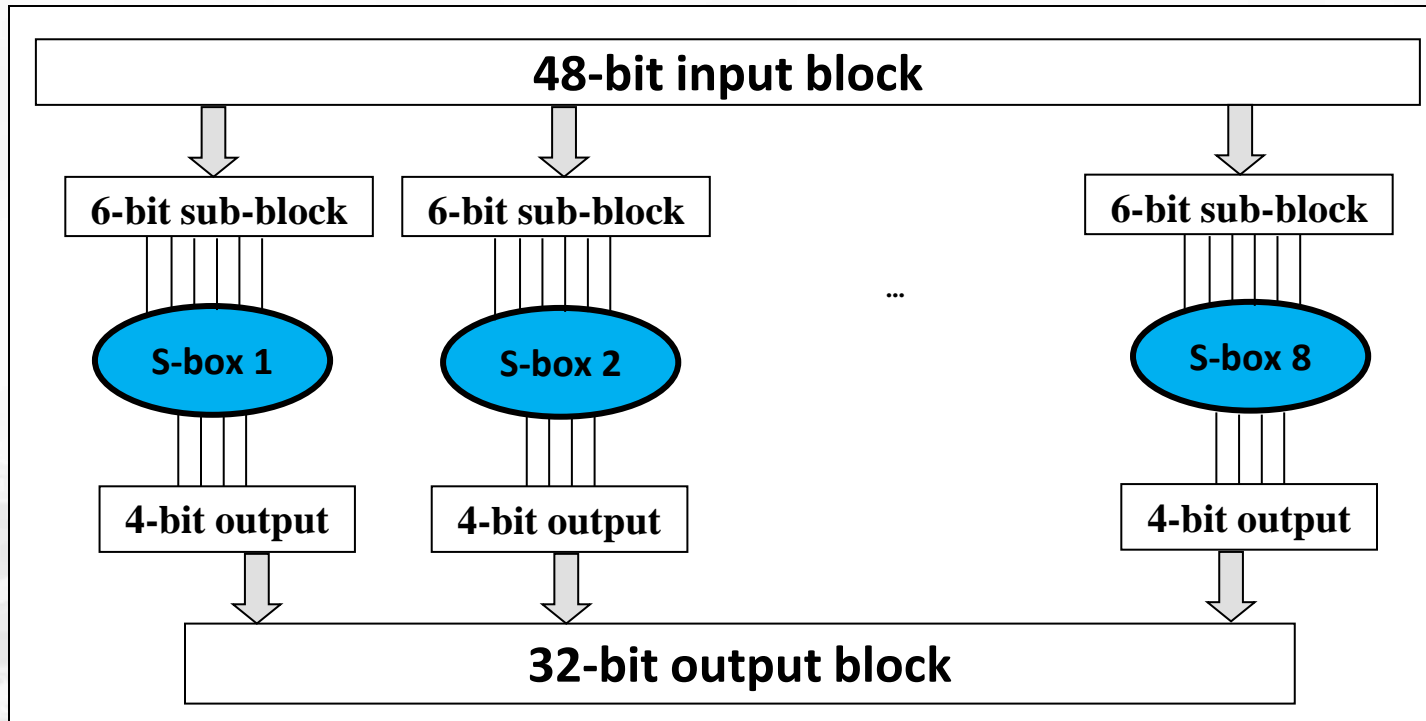 48-bit input block
6-bit sub-block
6-bit sub-block
6-bit sub-block
...
S-box 1
S-box 2
S-box 8
4-bit output
4-bit output
4-bit output
32-bit output block